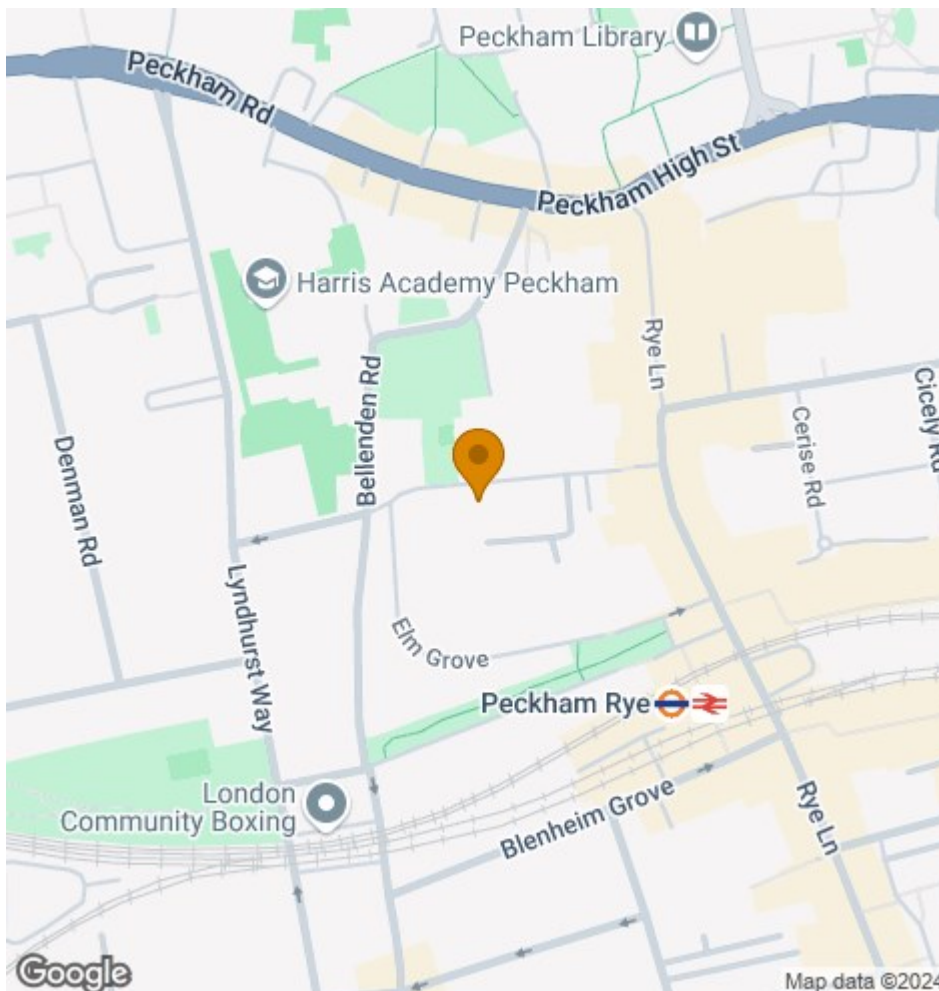 Peckham Library
Peckham Rd
Peckham High St
Harris Academy Peckham
Rye Ln
Bellenden Rd
Cicely Rd
Cerise Rd
Denman Rd
Lyndhurst Way
Elm Grove
Peckham Rye
London
Community Boxing
Blenheim Grove
Rye Ln
Google
Map data ©2024